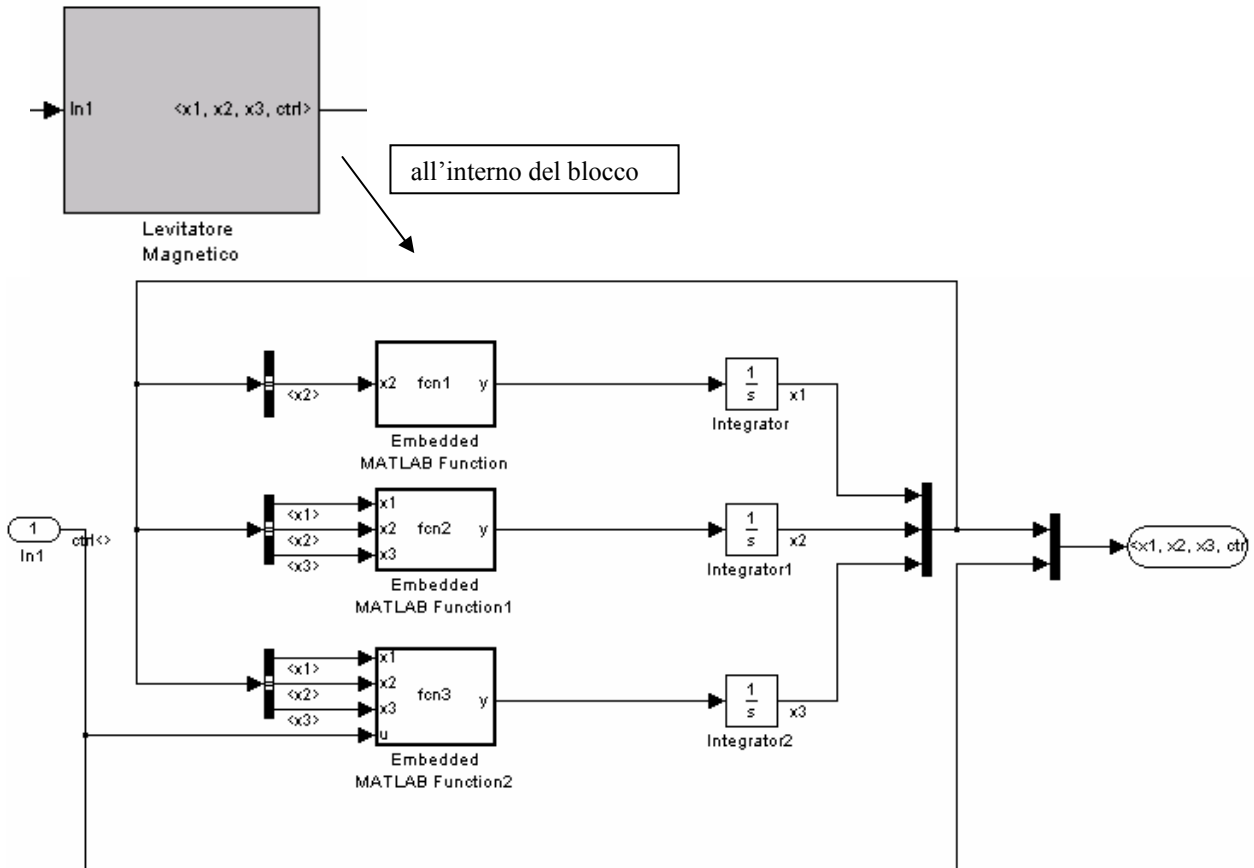 In1
<x1, x2, x3, ctrl>
Levitatore
Magnetico
all'interno del blocco
<x2>
x2
fcn1
y
Embedded
MATLAB Function
1
s
x1
Integrator
1
In1
ctrl<>
<x1>
<x2>
<x3>
x1
x2
x3
fcn2
y
Embedded
MATLAB Function1
1
s
x2
Integrator1
<x1, x2, x3, ctrl
<x1>
<x2>
<x3>
x1
x2
x3
u
fcn3
y
Embedded
MATLAB Function2
1
s
x3
Integrator2